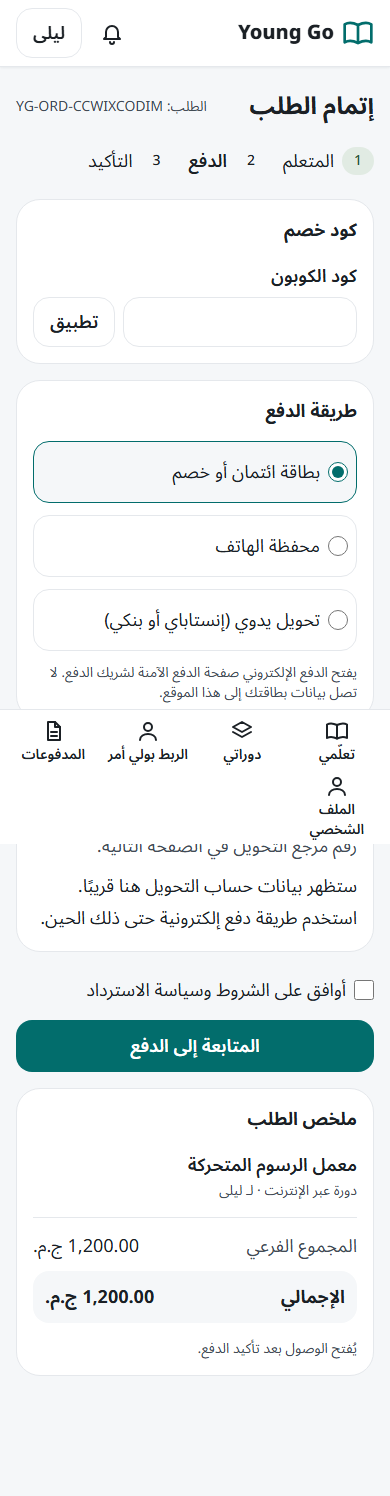 Young Go
ليلى
إتمام الطلب
الطلب: YG-ORD-CCWIXCODIM
1 المتعلم 2 الدفع 3 التأكيد
كود خصم
كود الكوبون
تطبيق
طريقة الدفع
بطاقة ائتمان أو خصم
محفظة الهاتف
تحويل يدوي (إنستاباي أو بنكي)
يفتح الدفع الإلكتروني صفحة الدفع الآمنة لشريك الدفع. لا
تصل بيانات بطاقتك إلى هذا الموقع.
تعلّمي
دوراتي
الربط بولي أمر
المدفوعات
الملف
الشخصي
رقم مرجع التحويل في الصفحة التالية.
ستظهر بيانات حساب التحويل هنا قريبًا.
استخدم طريقة دفع إلكترونية حتى ذلك الحين.
أوافق على الشروط وسياسة الاسترداد
المتابعة إلى الدفع
ملخص الطلب
معمل الرسوم المتحركة
دورة عبر الإنترنت · لـ ليلى
المجموع الفرعي 1,200.00 ج.م.
الإجمالي 1,200.00 ج.م.
يُفتح الوصول بعد تأكيد الدفع.